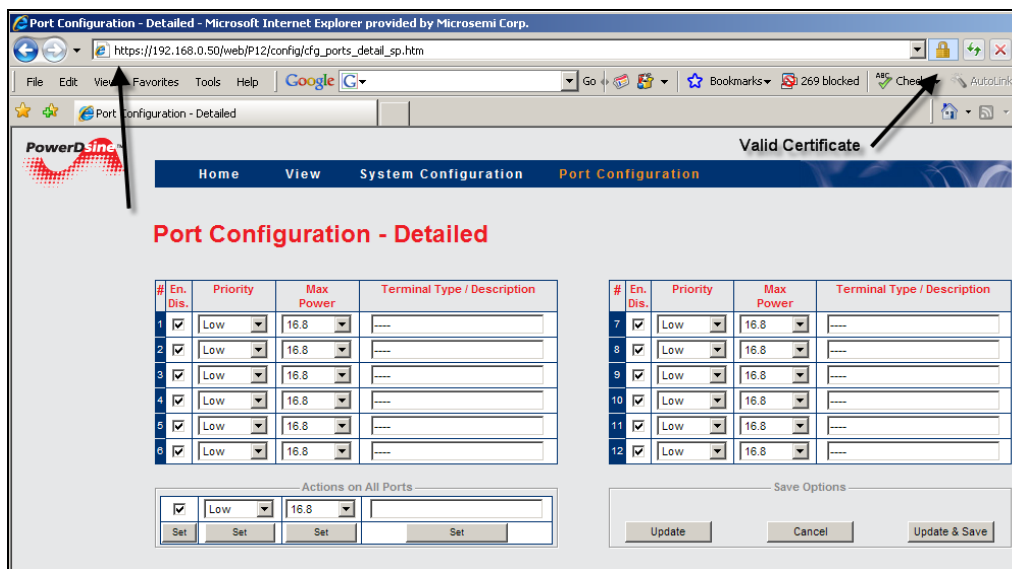 Port Configuration - Detailed - Microsoft Internet Explorer provided by Microsemi Corp.
https://192.168.0.50/web/P12/config/cfg_ports_detail_sp.htm
File Edit View Favorites Tools Help Google G Go Bookmarks 269 blocked ABC Check AutoLink
Port Configuration - Detailed
PowerDsine™
Valid Certificate
Home View System Configuration Port Configuration
Port Configuration - Detailed
# En. Dis. Priority Max Power Terminal Type / Description
1 Low 16.8 ----
2 Low 16.8 ----
3 Low 16.8 ----
4 Low 16.8 ----
5 Low 16.8 ----
6 Low 16.8 ----
# En. Dis. Priority Max Power Terminal Type / Description
7 Low 16.8 ----
8 Low 16.8 ----
9 Low 16.8 ----
10 Low 16.8 ----
11 Low 16.8 ----
12 Low 16.8 ----
Actions on All Ports
Low 16.8
Set Set Set Set
Save Options
Update Cancel Update & Save